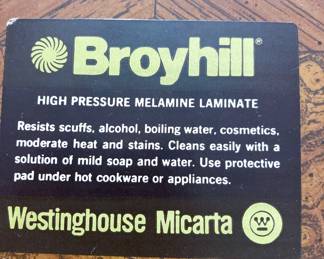 Broyhill®
HIGH PRESSURE MELAMINE LAMINATE
Resists scuffs, alcohol, boiling water, cosmetics,
moderate heat and stains. Cleans easily with a
solution of mild soap and water. Use protective
pad under hot cookware or appliances.
Westinghouse Micarta W